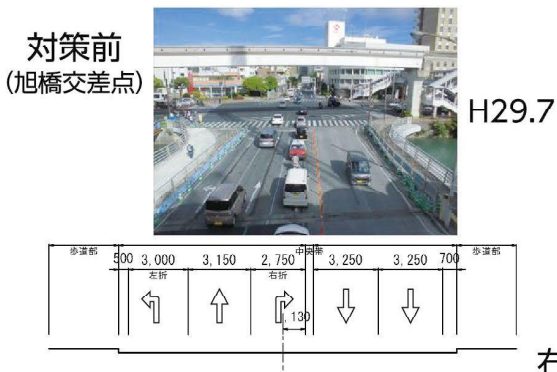 対策前
(旭橋交差点)
H29.7
歩道部
中央帯
歩道部
500
3,000
3,150
2,750
3,250
3,250
700
左折
右折
,130
右